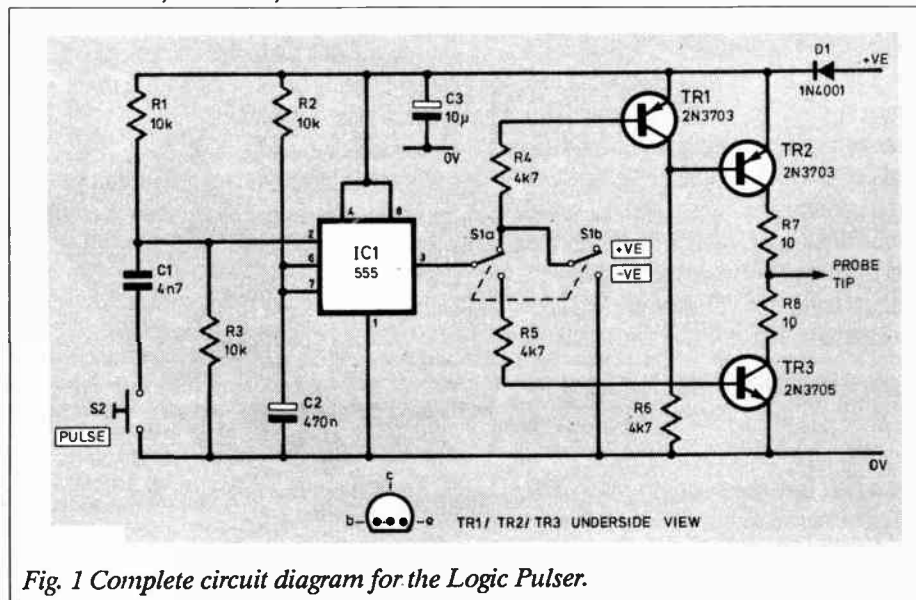 D1
+VE
1N4001
R1
10k
R2
10k
C3
10µ
0V
TR1
2N3703
R4
4k7
TR2
2N3703
R7
10
4
8
2
6
7
3
1
IC1
555
S1a
S1b
+VE
-VE
PROBE
TIP
C1
4n7
R3
10k
R8
10
R5
4k7
TR3
2N3705
S2
PULSE
C2
470n
R6
4k7
0V
c
b
e
TR1/ TR2/ TR3 UNDERSIDE VIEW
Fig. 1 Complete circuit diagram for the Logic Pulser.